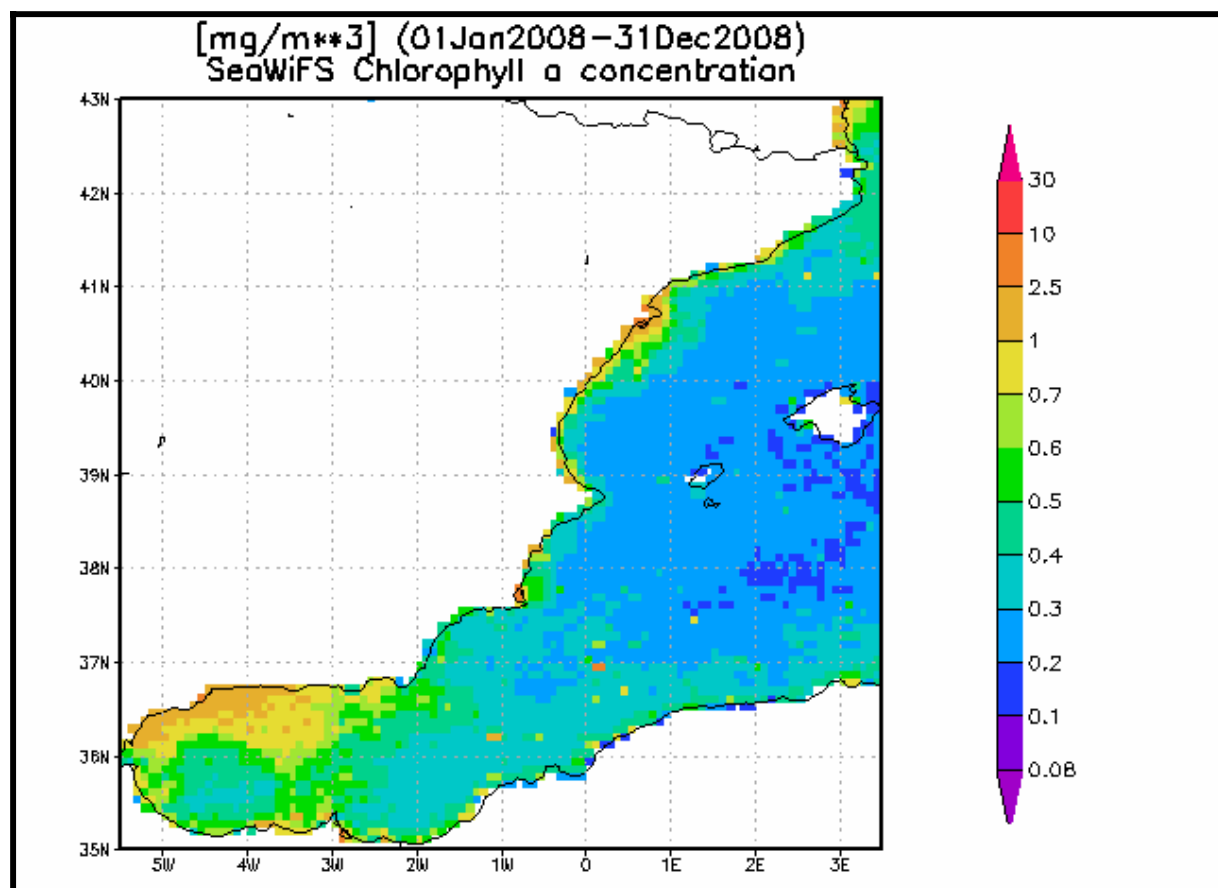 [mg/m**3] (01Jan2008-31Dec2008)
SeaWiFS Chlorophyll a concentration
43N
42N
41N
40N
39N
38N
37N
36N
35N
5W 4W 3W 2W 1W 0 1E 2E 3E
30
10
2.5
1
0.7
0.6
0.5
0.4
0.3
0.2
0.1
0.08